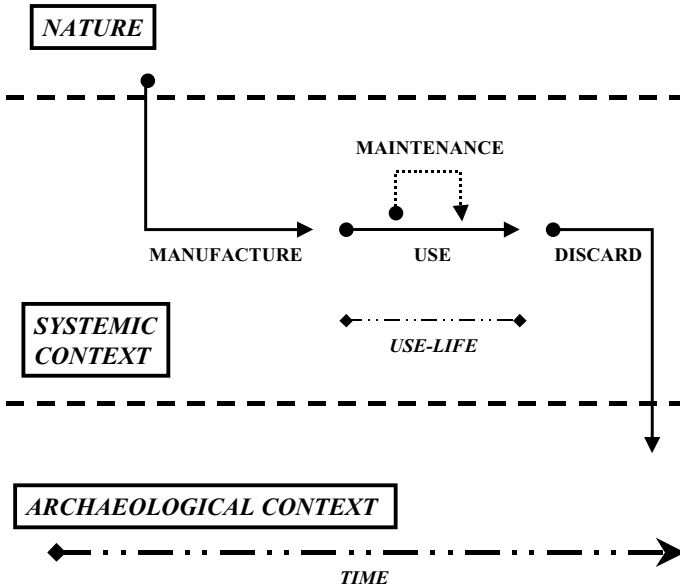 NATURE
MAINTENANCE
MANUFACTURE
USE
DISCARD
SYSTEMIC
CONTEXT
USE-LIFE
ARCHAEOLOGICAL CONTEXT
TIME